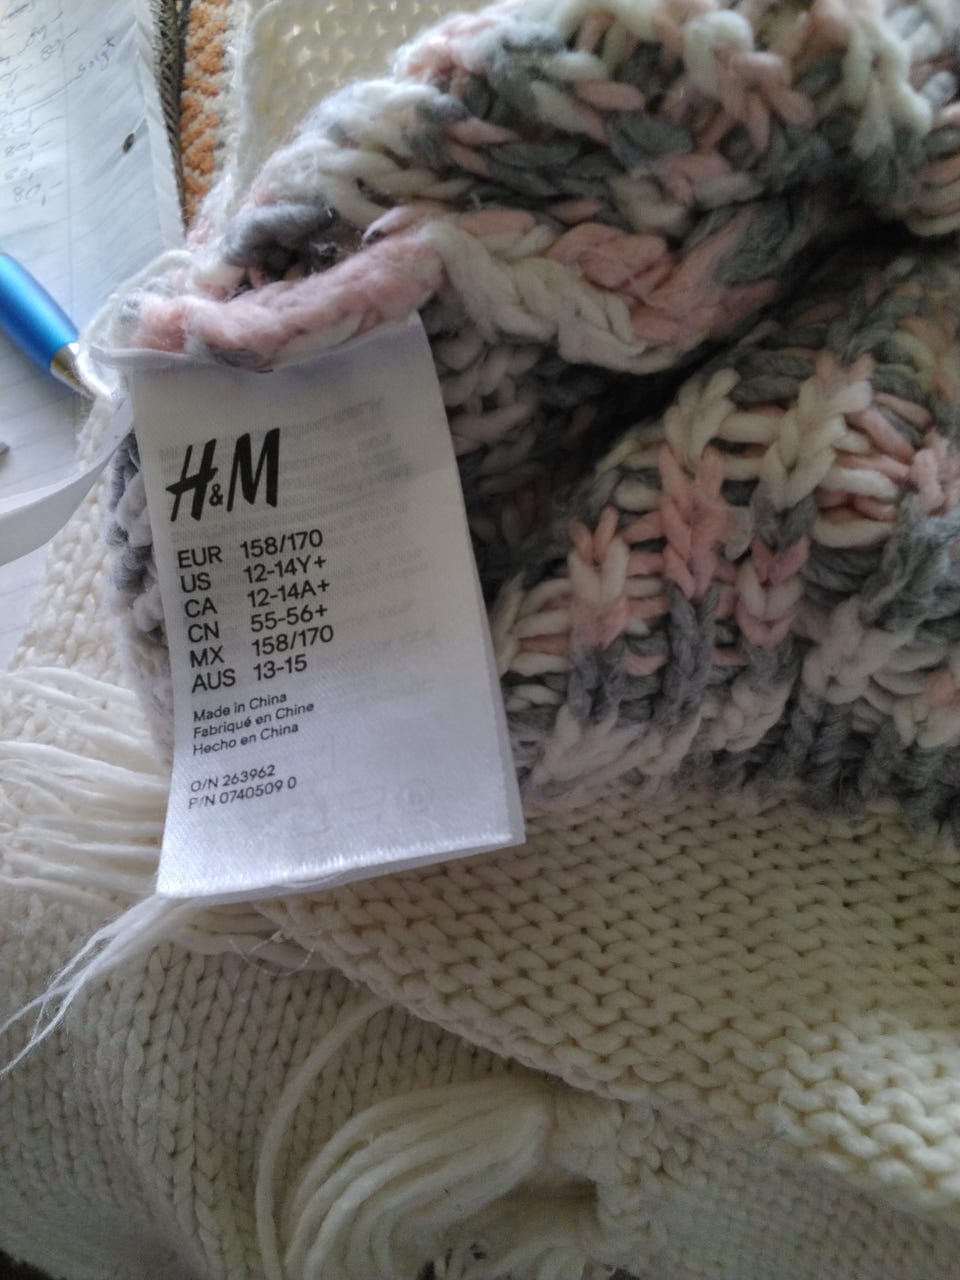 H&M
EUR 158/170
US 12-14Y+
CA 12-14A+
CN 55-56+
MX 158/170
AUS 13-15
Made in China
Fabriqué en Chine
Hecho en China
O/N 263962
P/N 0740509 0